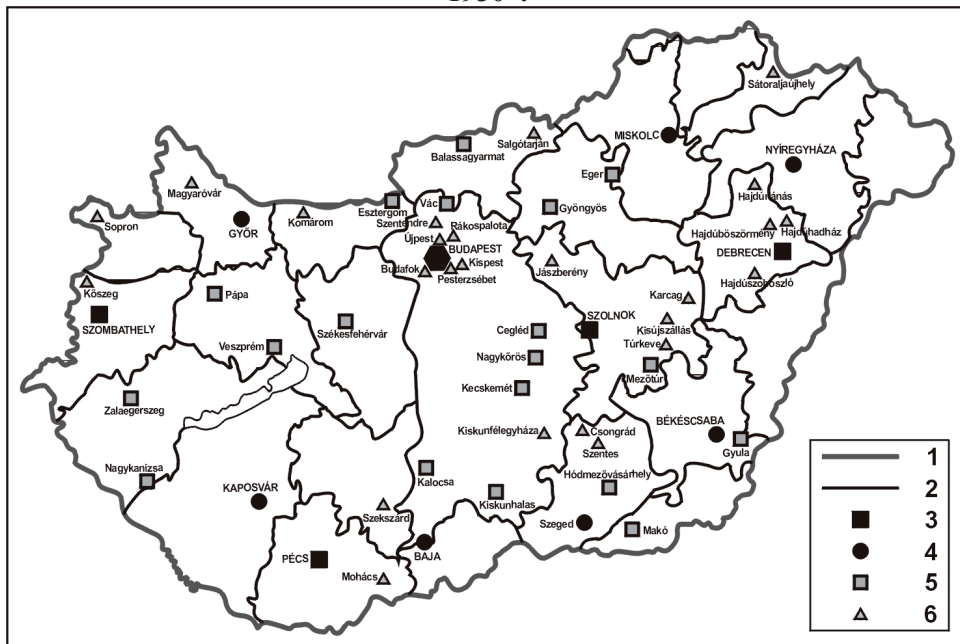 Sátoraljaújhely
Salgótarján
MISKOLC
Balassagyarmat
NYÍREGYHÁZA
Eger
Magyaróvár
Hajdúnánás
Esztergom
Vác
Gyöngyös
Sopron
GYŐR
Komárom
Szentendre
Rákospalota
Hajdúböszörmény
Hajdúhadház
Újpest
BUDAPEST
DEBRECEN
Budafok
Kispest
Pesterzsébet
Jászberény
Hajdúszoboszló
Kőszeg
Pápa
Karcag
SZOMBATHELY
Székesfehérvár
Cegléd
SZOLNOK
Kisújszállás
Veszprém
Túrkeve
Nagykőrös
Mezőtúr
Kecskemét
Zalaegerszeg
BÉKÉSCSABA
Kiskunfélegyháza
Csongrád
Szentes
Gyula
Nagykanizsa
Hódmezővásárhely
Kalocsa
KAPOSVÁR
Kiskunhalas
Szekszárd
Szeged
Makó
PÉCS
BAJA
Mohács
1
2
3
4
5
6